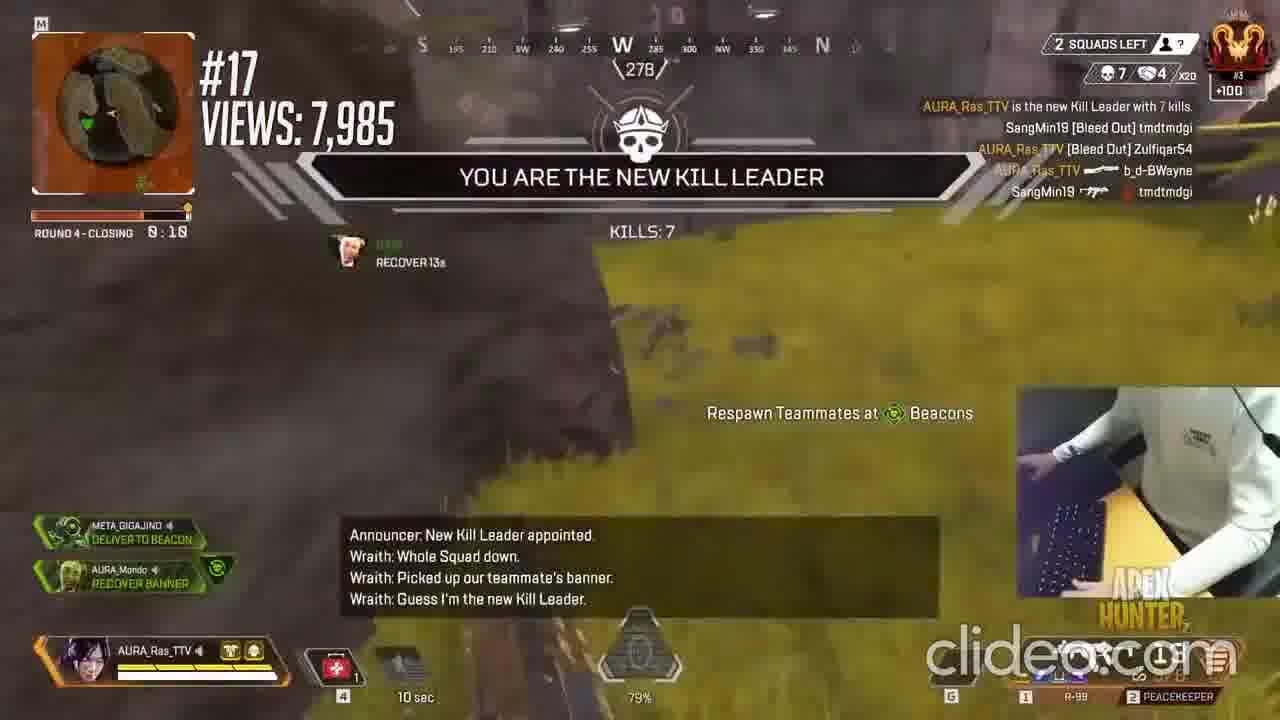 M
#17
VIEWS: 7,985
S 195 210 SW 240 255 W 285 300 NW 330 345 N
278
2 SQUADS LEFT
?
7 4 X20
#3
+100
AURA_Ras_TTV is the new Kill Leader with 7 kills.
SangMin19 [Bleed Out] tmdtmdgi
AURA_Ras_TTV [Bleed Out] Zulfiqar54
AURA_Ras_TTV b_d-BWayne
SangMin19 tmdtmdgi
YOU ARE THE NEW KILL LEADER
KILLS: 7
ROUND 4 - CLOSING 0:10
RECOVER 13s
Respawn Teammates at Beacons
META_GIGAJINO
DELIVER TO BEACON
AURA_Mondo
RECOVER BANNER
Announcer: New Kill Leader appointed.
Wraith: Whole Squad down.
Wraith: Picked up our teammate's banner.
Wraith: Guess I'm the new Kill Leader.
AURA_Ras_TTV
1
4
10 sec
79%
G
APEX
HUNTER
clideo.com
18
1 R-99 2 PEACEKEEPER